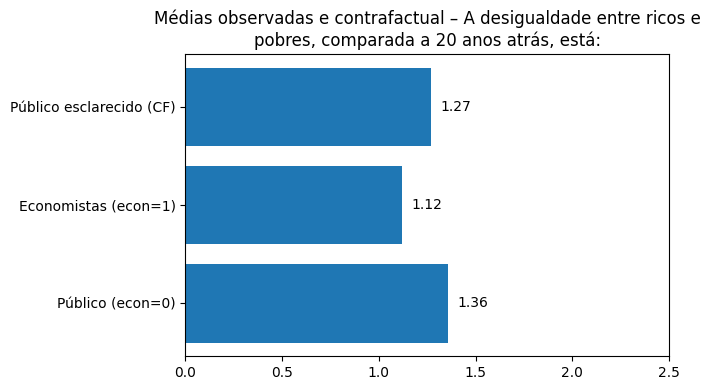 Médias observadas e contrafactual – A desigualdade entre ricos e
pobres, comparada a 20 anos atrás, está:
Público esclarecido (CF)
1.27
Economistas (econ=1)
1.12
Público (econ=0)
1.36
0.0
0.5
1.0
1.5
2.0
2.5